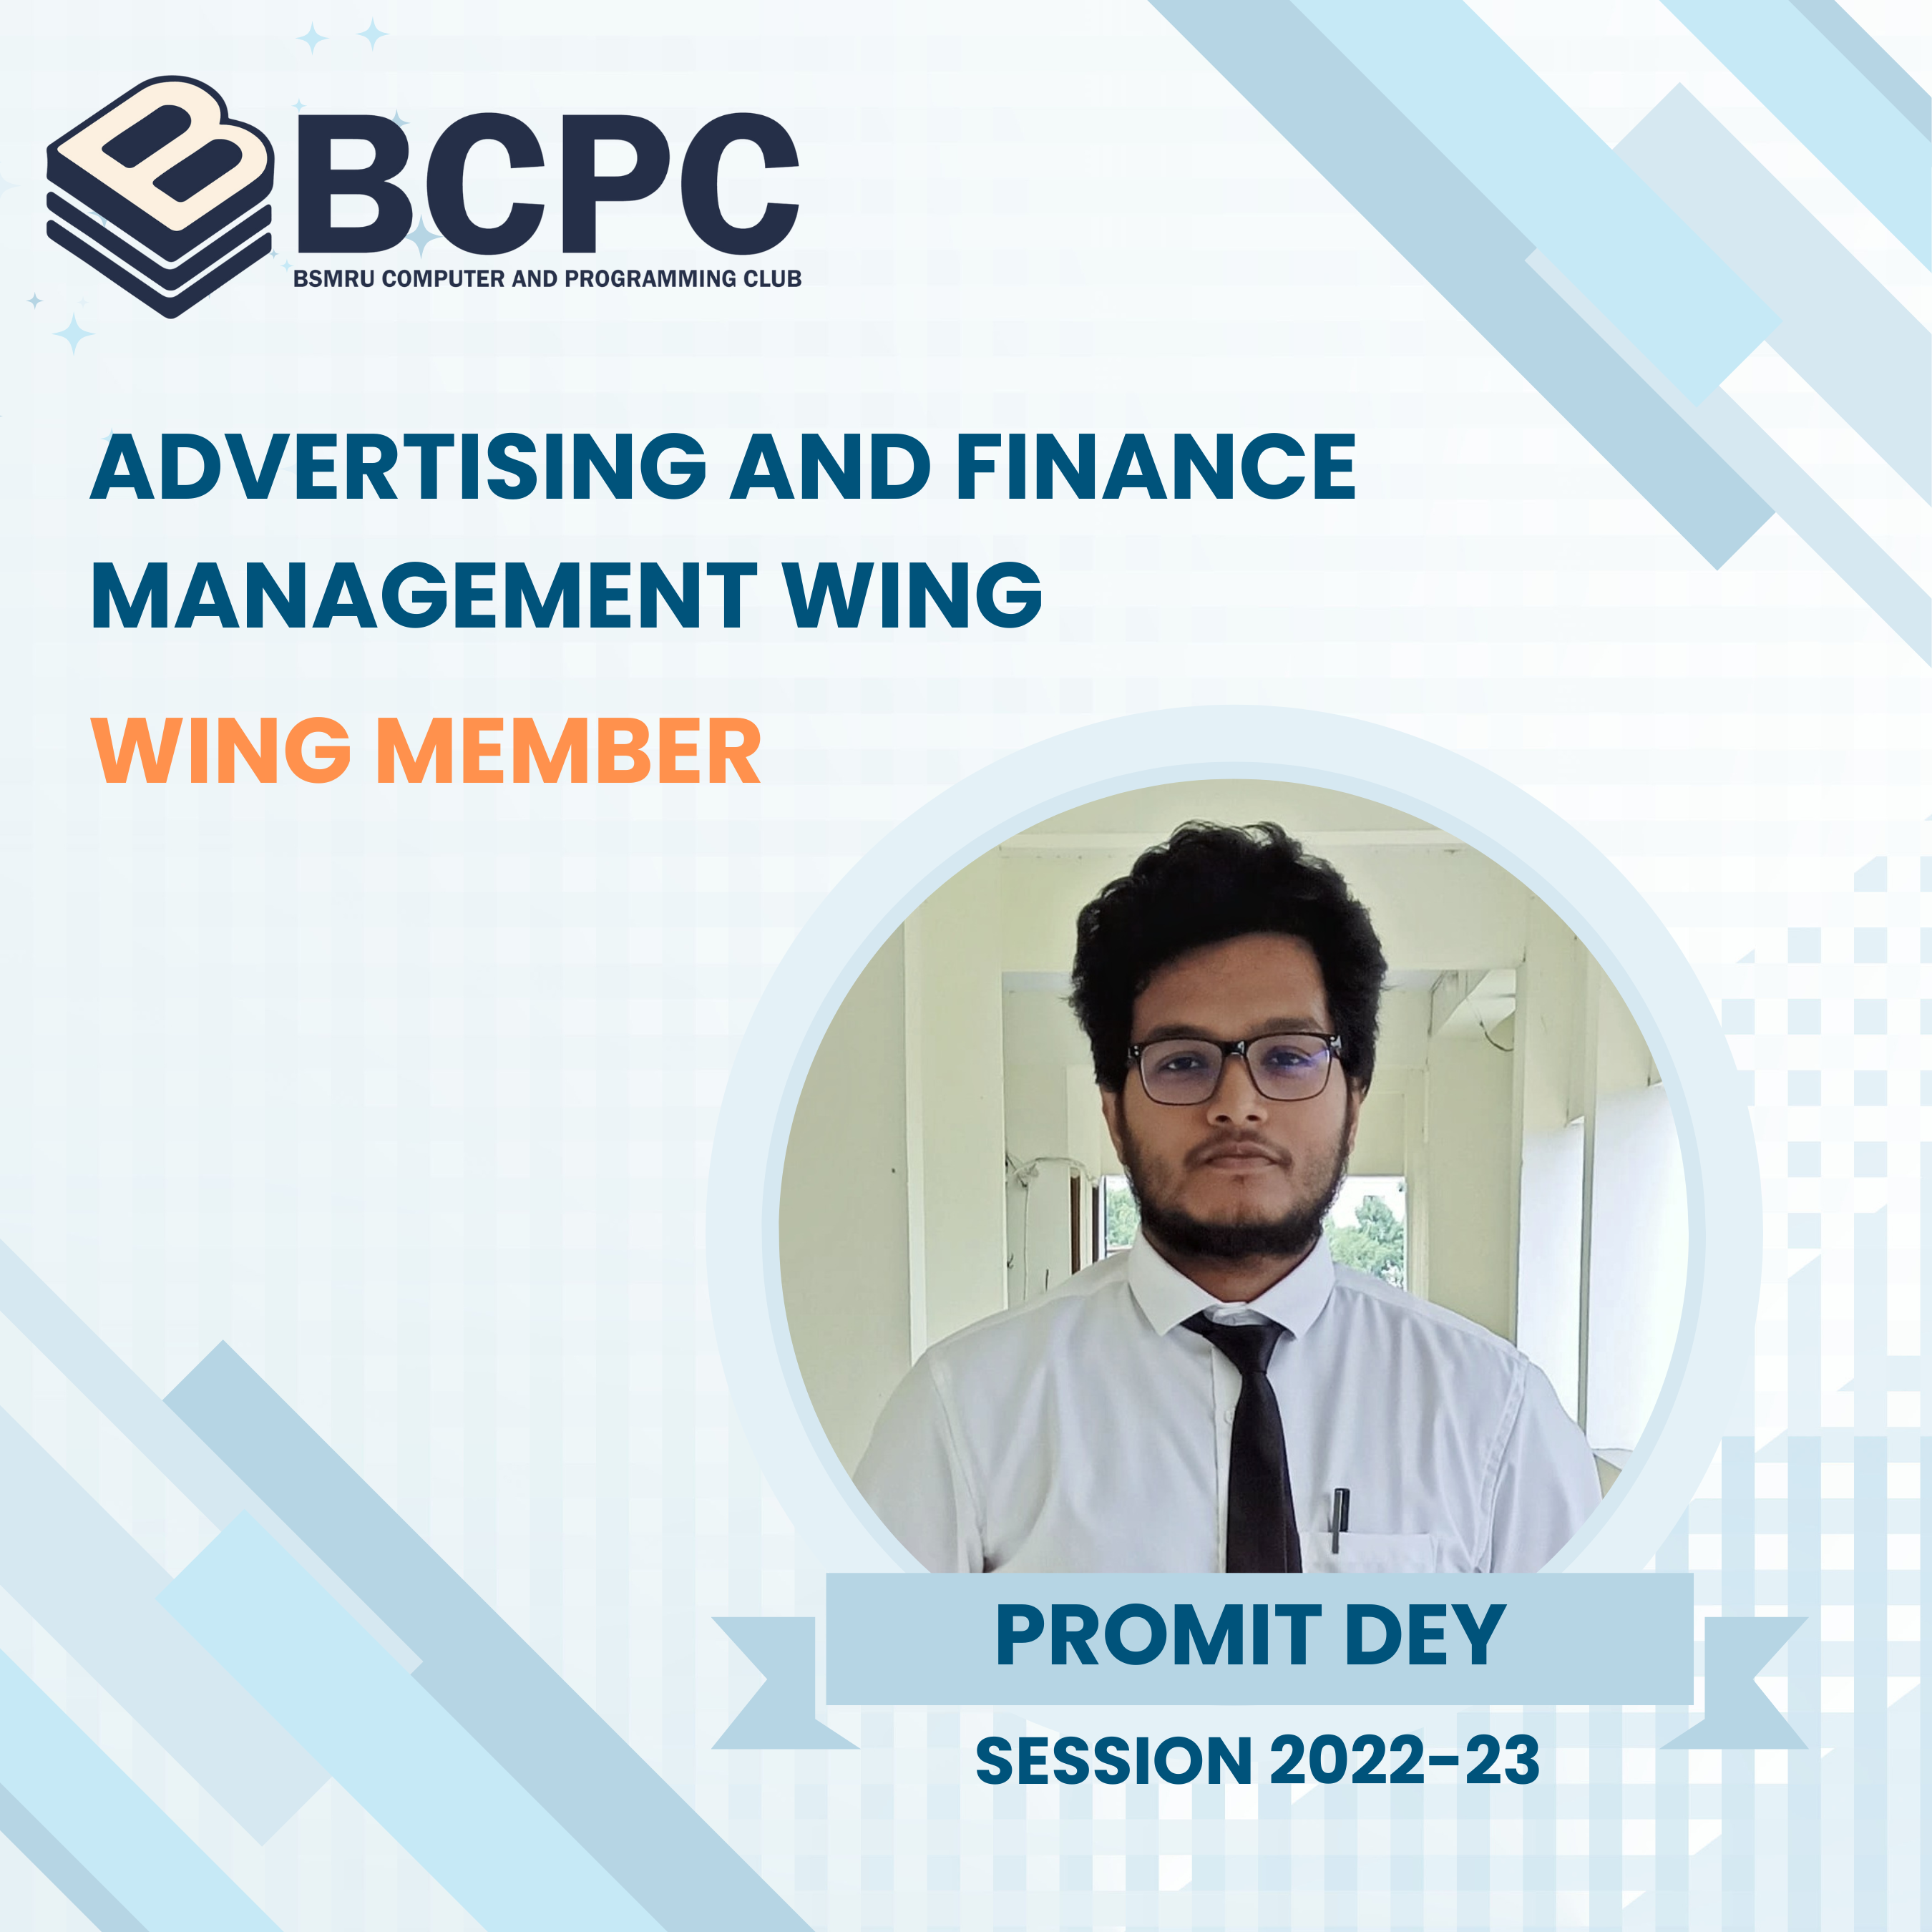 BCPC
BSMRU COMPUTER AND PROGRAMMING CLUB
ADVERTISING AND FINANCE
MANAGEMENT WING
WING MEMBER
PROMIT DEY
SESSION 2022-23